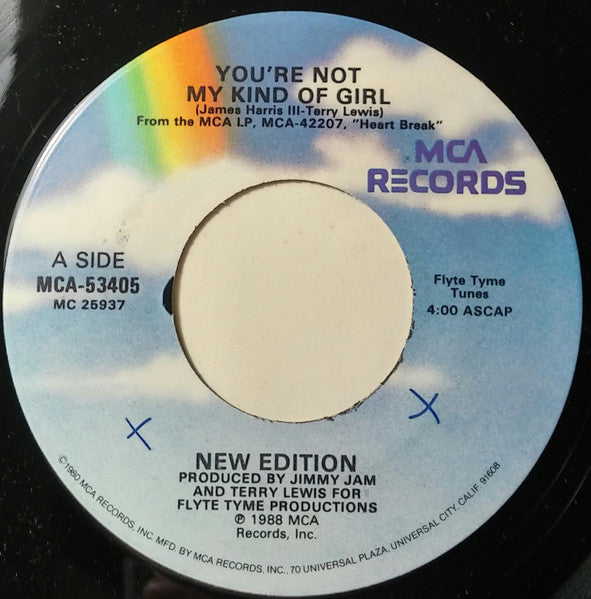 YOU'RE NOT
MY KIND OF GIRL
(James Harris III-Terry Lewis)
From the MCA LP, MCA-42207, "Heart Break"
MCA
RECORDS
A SIDE
MCA-53405
MC 25937
Flyte Tyme
Tunes
4:00 ASCAP
X
X
NEW EDITION
PRODUCED BY JIMMY JAM
AND TERRY LEWIS FOR
FLYTE TYME PRODUCTIONS
℗ 1988 MCA
Records, Inc.
©1980 MCA RECORDS, INC. MFD. BY MCA RECORDS, INC., 70 UNIVERSAL PLAZA, UNIVERSAL CITY, CALIF. 91608